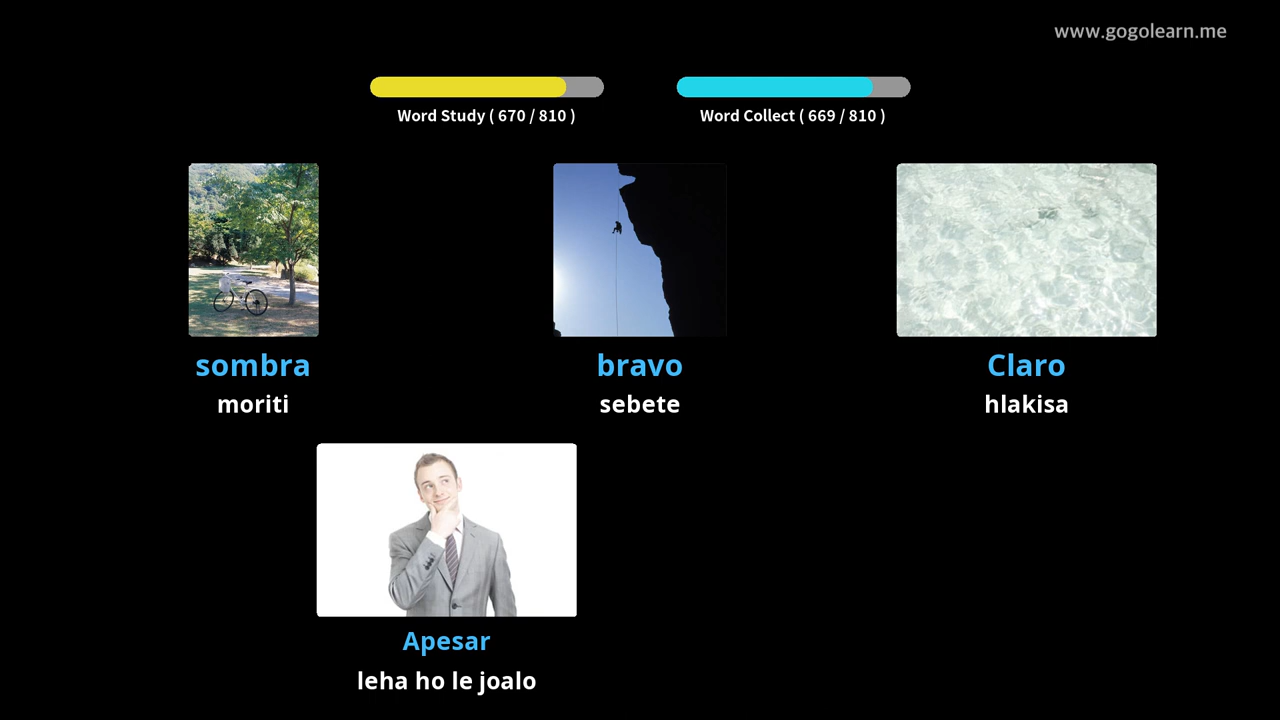 www.gogolearn.me
Word Study ( 670 / 810 )
Word Collect ( 669 / 810 )
sombra
moriti
bravo
sebete
Claro
hlakisa
Apesar
leha ho le joalo